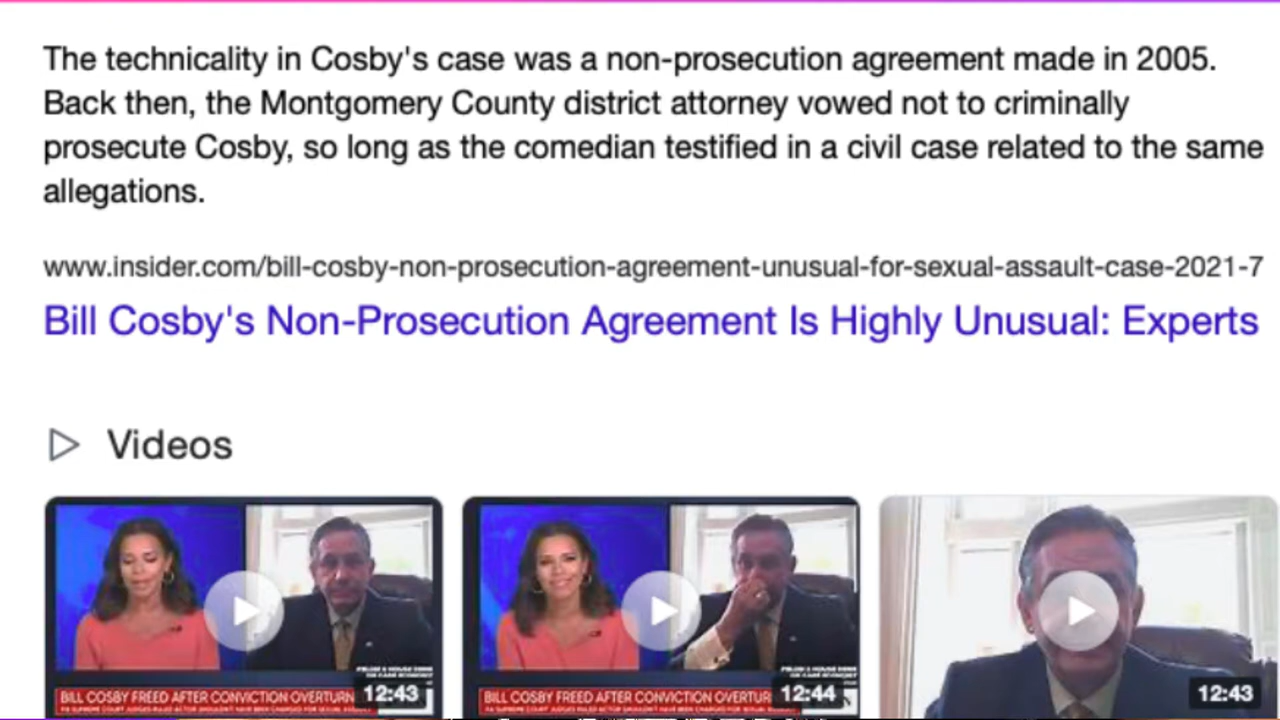 The technicality in Cosby's case was a non-prosecution agreement made in 2005.
Back then, the Montgomery County district attorney vowed not to criminally
prosecute Cosby, so long as the comedian testified in a civil case related to the same
allegations.
www.insider.com/bill-cosby-non-prosecution-agreement-unusual-for-sexual-assault-case-2021-7
Bill Cosby's Non-Prosecution Agreement Is Highly Unusual: Experts
Videos
BILL COSBY FREED AFTER CONVICTION OVERTURN
12:43
BILL COSBY FREED AFTER CONVICTION OVERTUR
12:44
12:43